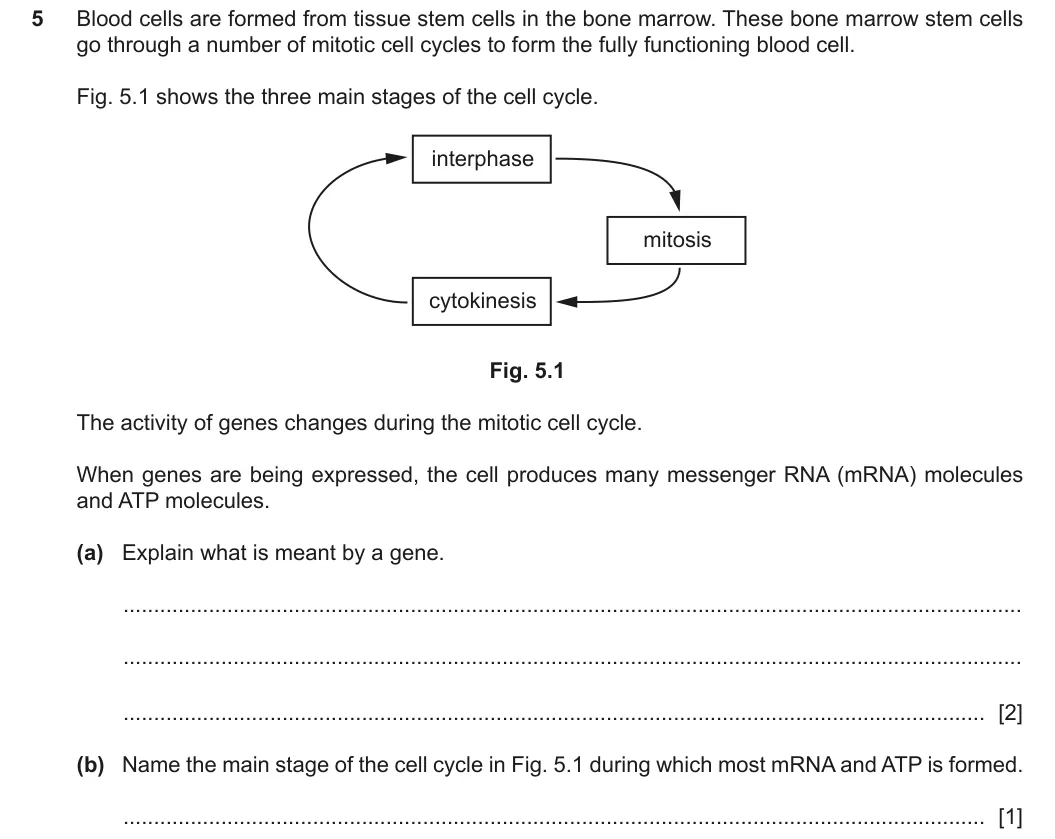 5 Blood cells are formed from tissue stem cells in the bone marrow. These bone marrow stem cells
go through a number of mitotic cell cycles to form the fully functioning blood cell.
Fig. 5.1 shows the three main stages of the cell cycle.
interphase
mitosis
cytokinesis
Fig. 5.1
The activity of genes changes during the mitotic cell cycle.
When genes are being expressed, the cell produces many messenger RNA (mRNA) molecules
and ATP molecules.
(a) Explain what is meant by a gene.
[2]
(b) Name the main stage of the cell cycle in Fig. 5.1 during which most mRNA and ATP is formed.
[1]